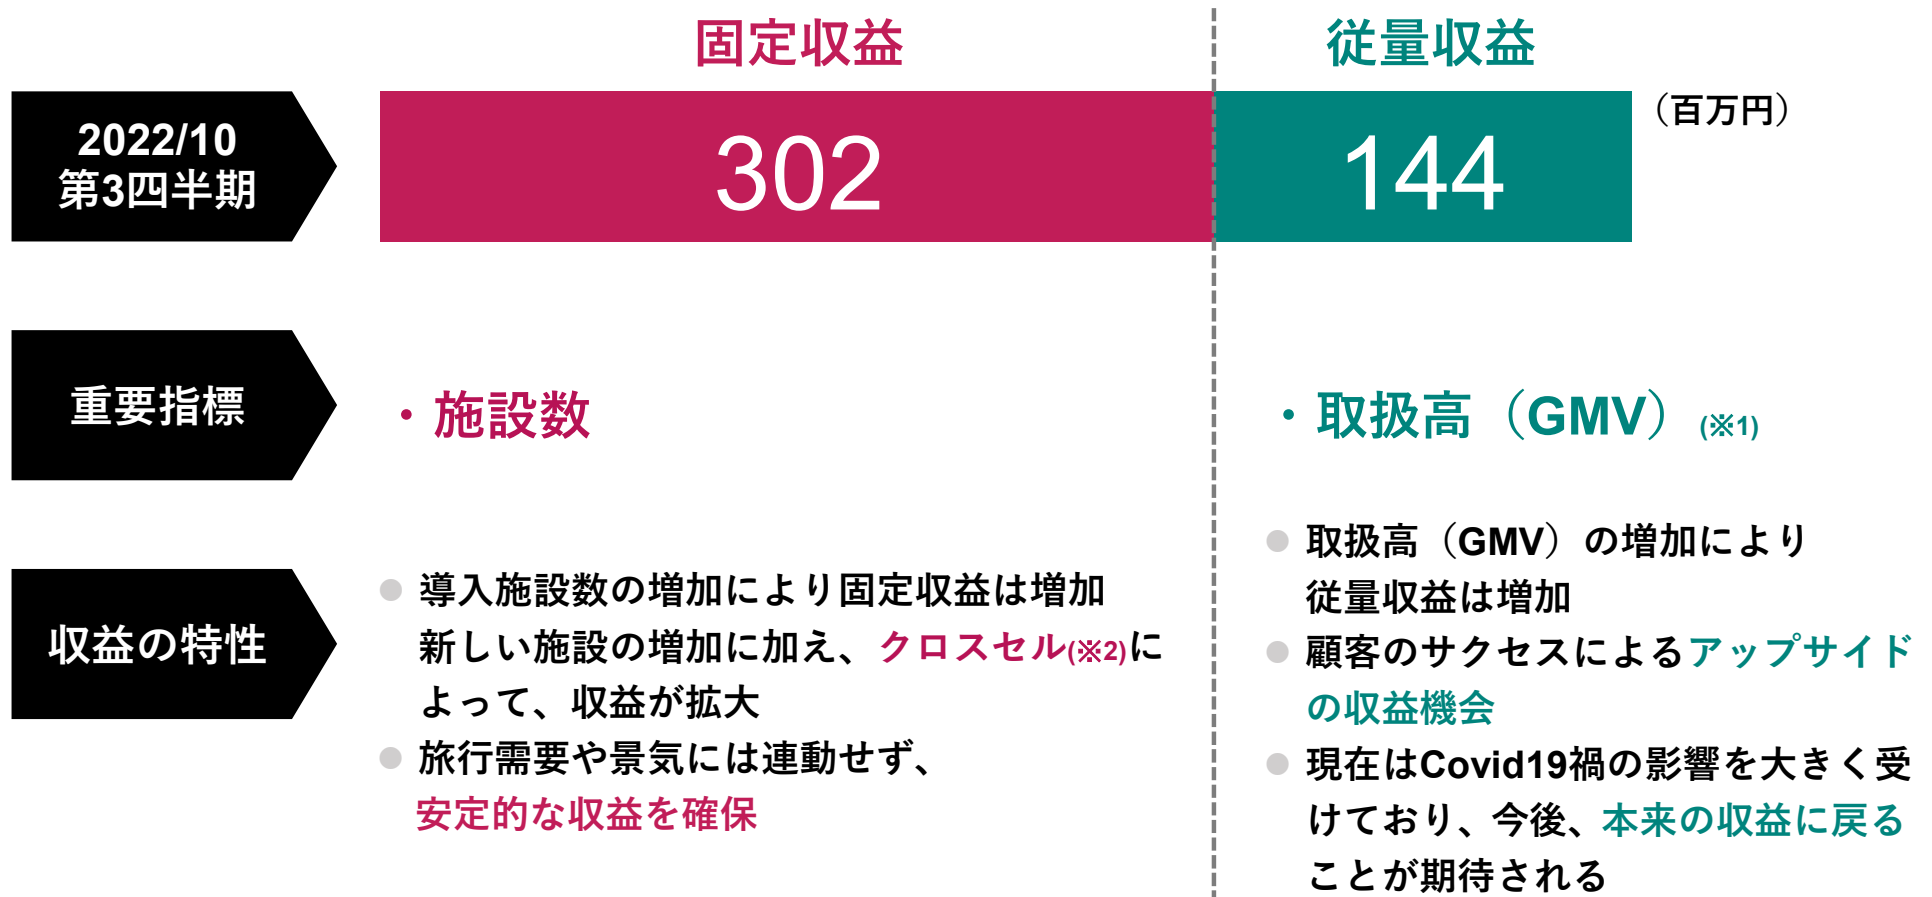 固定収益
従量収益
2022/10
第3四半期
302
144
（百万円）
重要指標
・施設数
・取扱高（GMV）(※1)
収益の特性
● 導入施設数の増加により固定収益は増加
新しい施設の増加に加え、クロスセル(※2)に
よって、収益が拡大
● 旅行需要や景気には連動せず、
安定的な収益を確保
● 取扱高（GMV）の増加により
従量収益は増加
● 顧客のサクセスによるアップサイド
の収益機会
● 現在はCovid19禍の影響を大きく受
けており、今後、本来の収益に戻る
ことが期待される